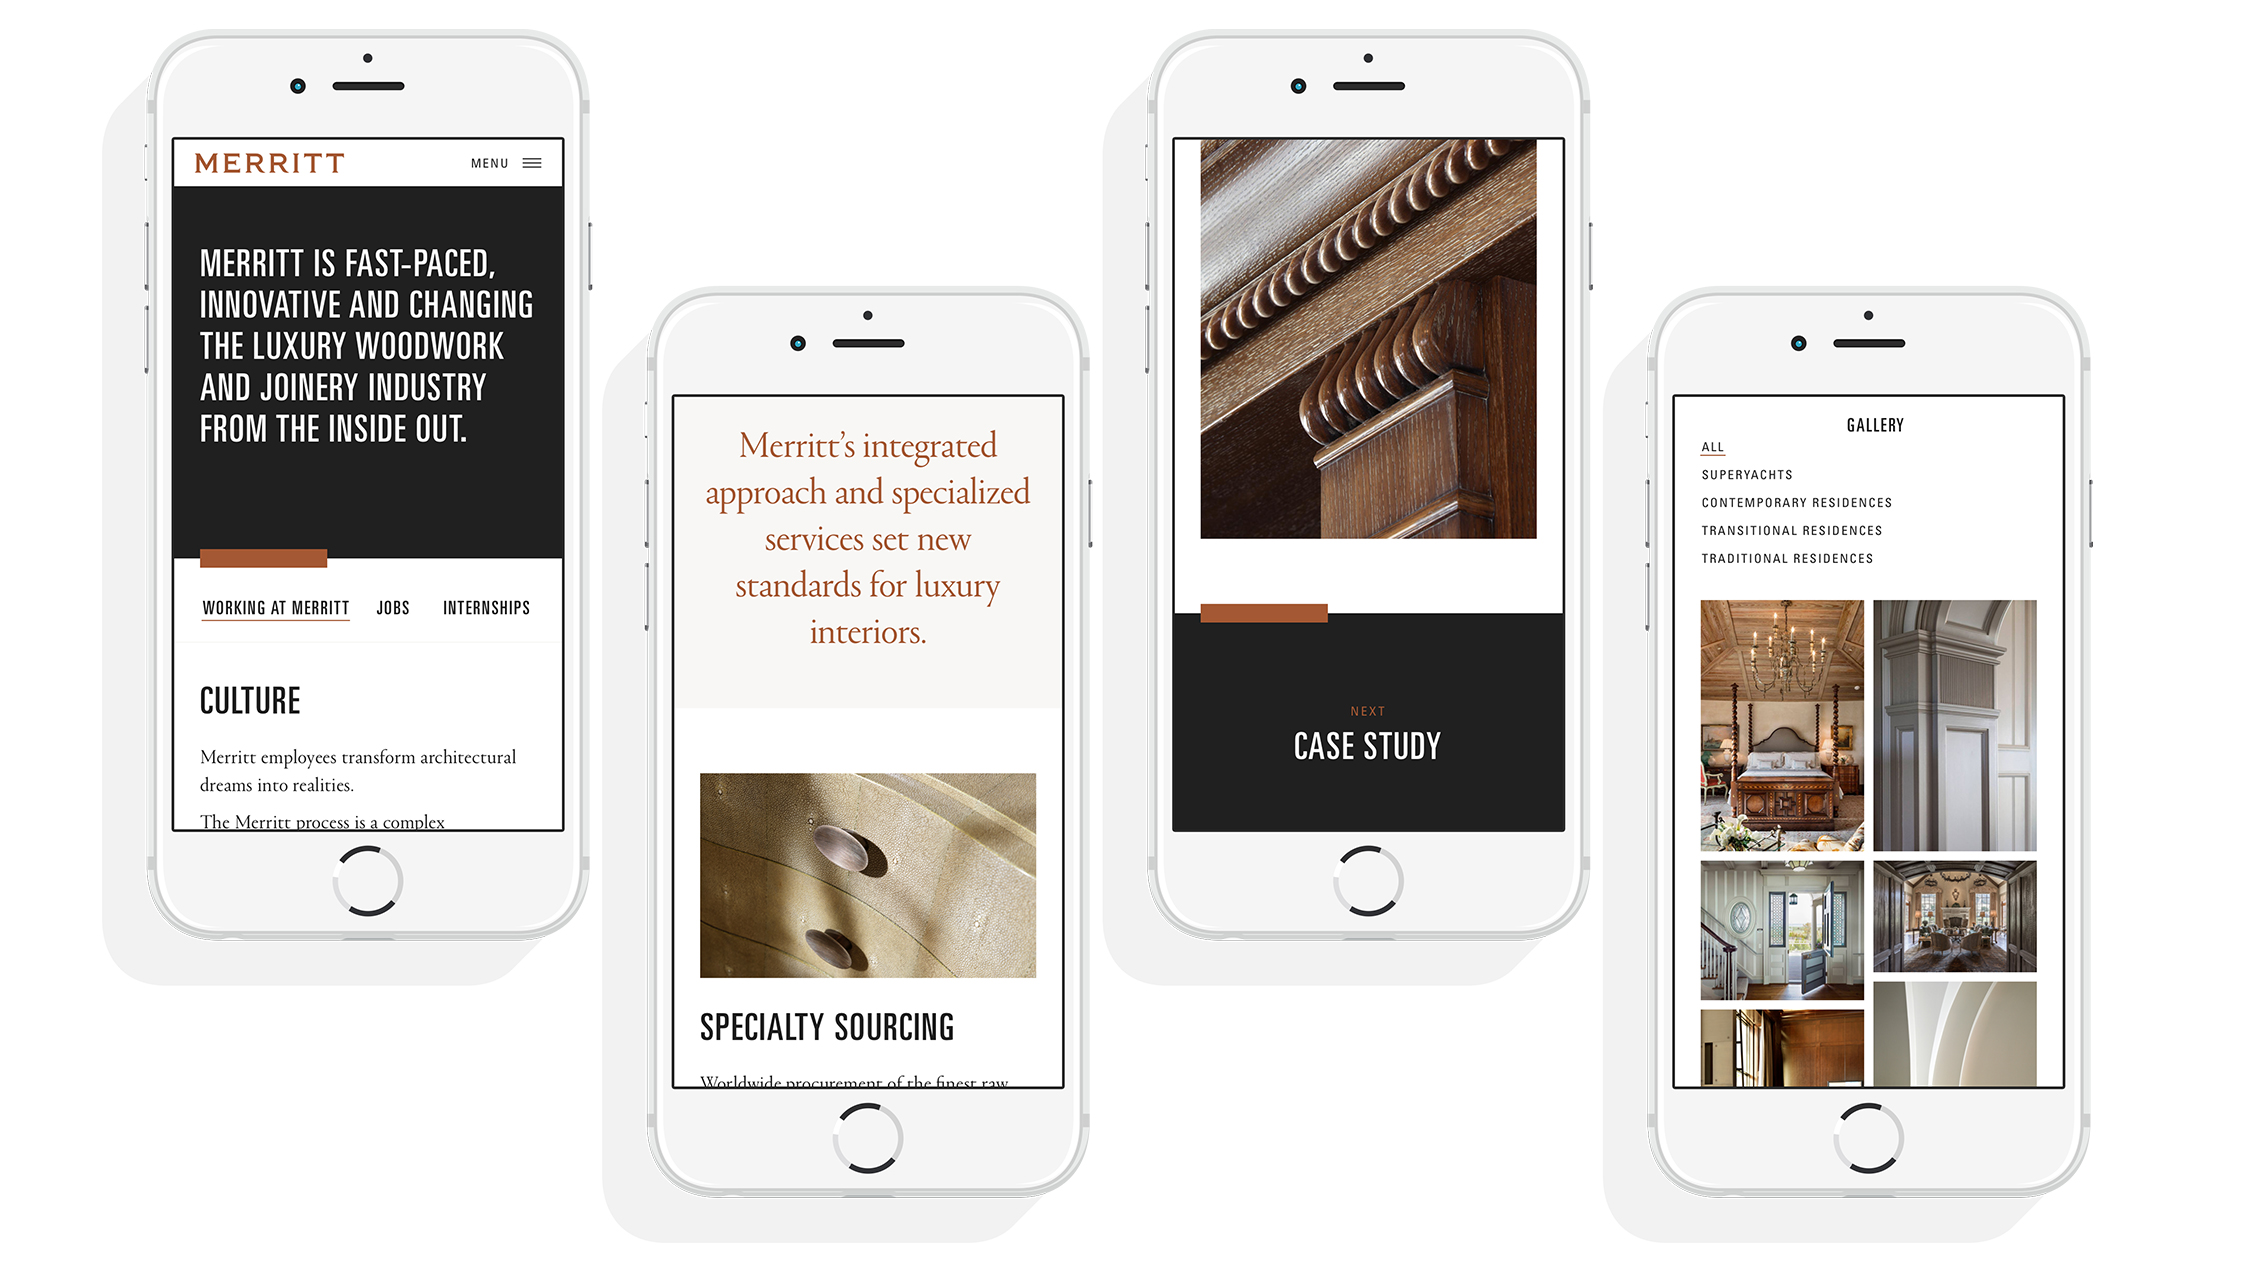 MERRITT
MENU
MERRITT IS FAST-PACED,
INNOVATIVE AND CHANGING
THE LUXURY WOODWORK
AND JOINERY INDUSTRY
FROM THE INSIDE OUT.
WORKING AT MERRITT JOBS INTERNSHIPS
CULTURE
Merritt employees transform architectural
dreams into realities.
The Merritt process is a complex
Merritt’s integrated
approach and specialized
services set new
standards for luxury
interiors.
SPECIALTY SOURCING
Worldwide procurement of the finest raw
NEXT
CASE STUDY
GALLERY
ALL
SUPERYACHTS
CONTEMPORARY RESIDENCES
TRANSITIONAL RESIDENCES
TRADITIONAL RESIDENCES